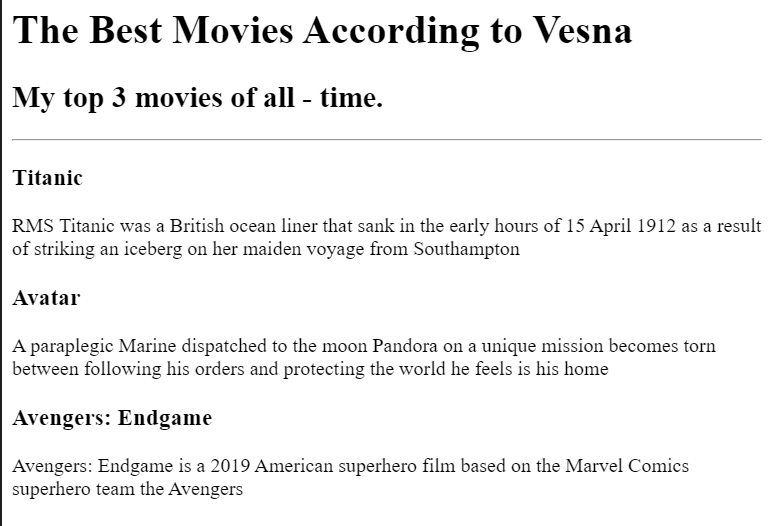 The Best Movies According to Vesna
My top 3 movies of all - time.
Titanic
RMS Titanic was a British ocean liner that sank in the early hours of 15 April 1912 as a result
of striking an iceberg on her maiden voyage from Southampton
Avatar
A paraplegic Marine dispatched to the moon Pandora on a unique mission becomes torn
between following his orders and protecting the world he feels is his home
Avengers: Endgame
Avengers: Endgame is a 2019 American superhero film based on the Marvel Comics
superhero team the Avengers